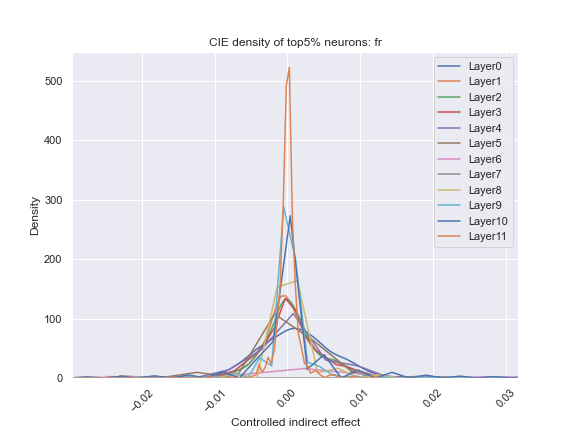 CIE density of top5% neurons: fr
Density
500
400
300
200
100
0
-0.02
-0.01
0.00
0.01
0.02
0.03
Controlled indirect effect
Layer0
Layer1
Layer2
Layer3
Layer4
Layer5
Layer6
Layer7
Layer8
Layer9
Layer10
Layer11